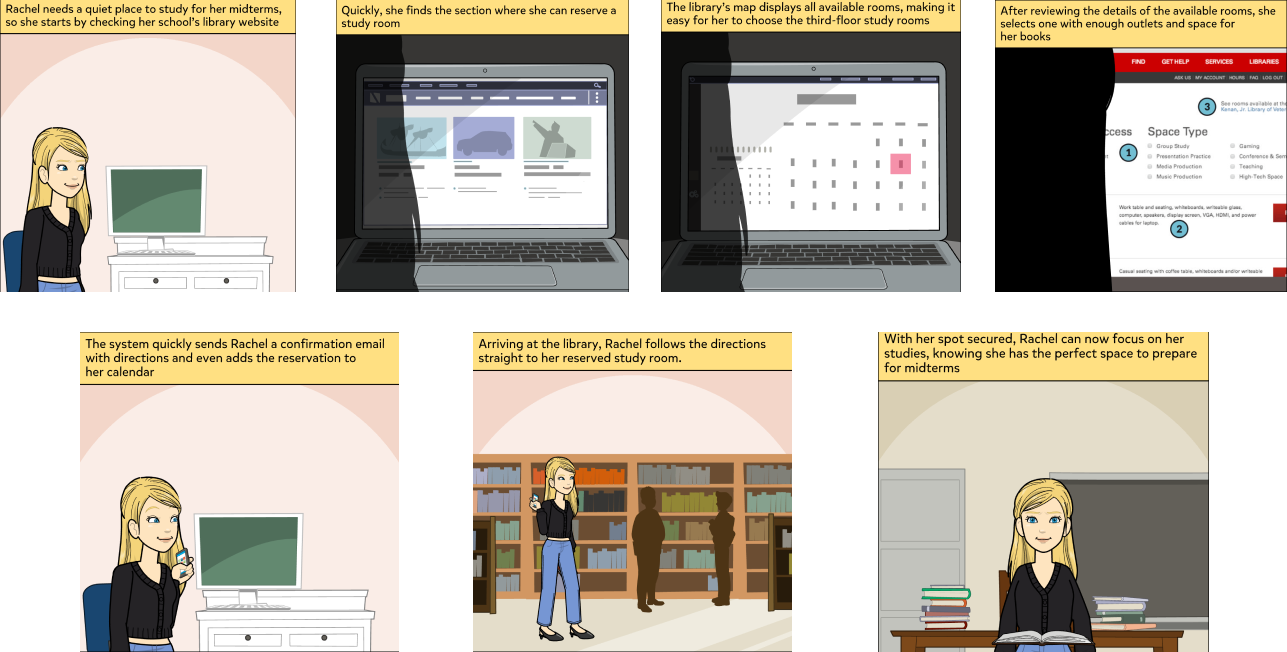 Rachel needs a quiet place to study for her midterms,
so she starts by checking her school's library website
Quickly, she finds the section where she can reserve a
study room
The library's map displays all available rooms, making it
easy for her to choose the third-floor study rooms
After reviewing the details of the available rooms, she
selects one with enough outlets and space for
her books
FIND GET HELP SERVICES LIBRARIES
ASK US MY ACCOUNT HOURS FAQ LOG OUT
3
See rooms available at the
Kenan, Jr. Library of Veter
ccess Space Type
1
Group Study
Gaming
Presentation Practice
Conference & Sem
Media Production
Teaching
Music Production
High-Tech Space
Work table and seating, whiteboards, writeable glass,
computer, speakers, display screen, VGA, HDMI, and power
cables for laptop.
2
Casual seating with coffee table, whiteboards and/or writeable
The system quickly sends Rachel a confirmation email
with directions and even adds the reservation to
her calendar
Arriving at the library, Rachel follows the directions
straight to her reserved study room.
With her spot secured, Rachel can now focus on her
studies, knowing she has the perfect space to prepare
for midterms